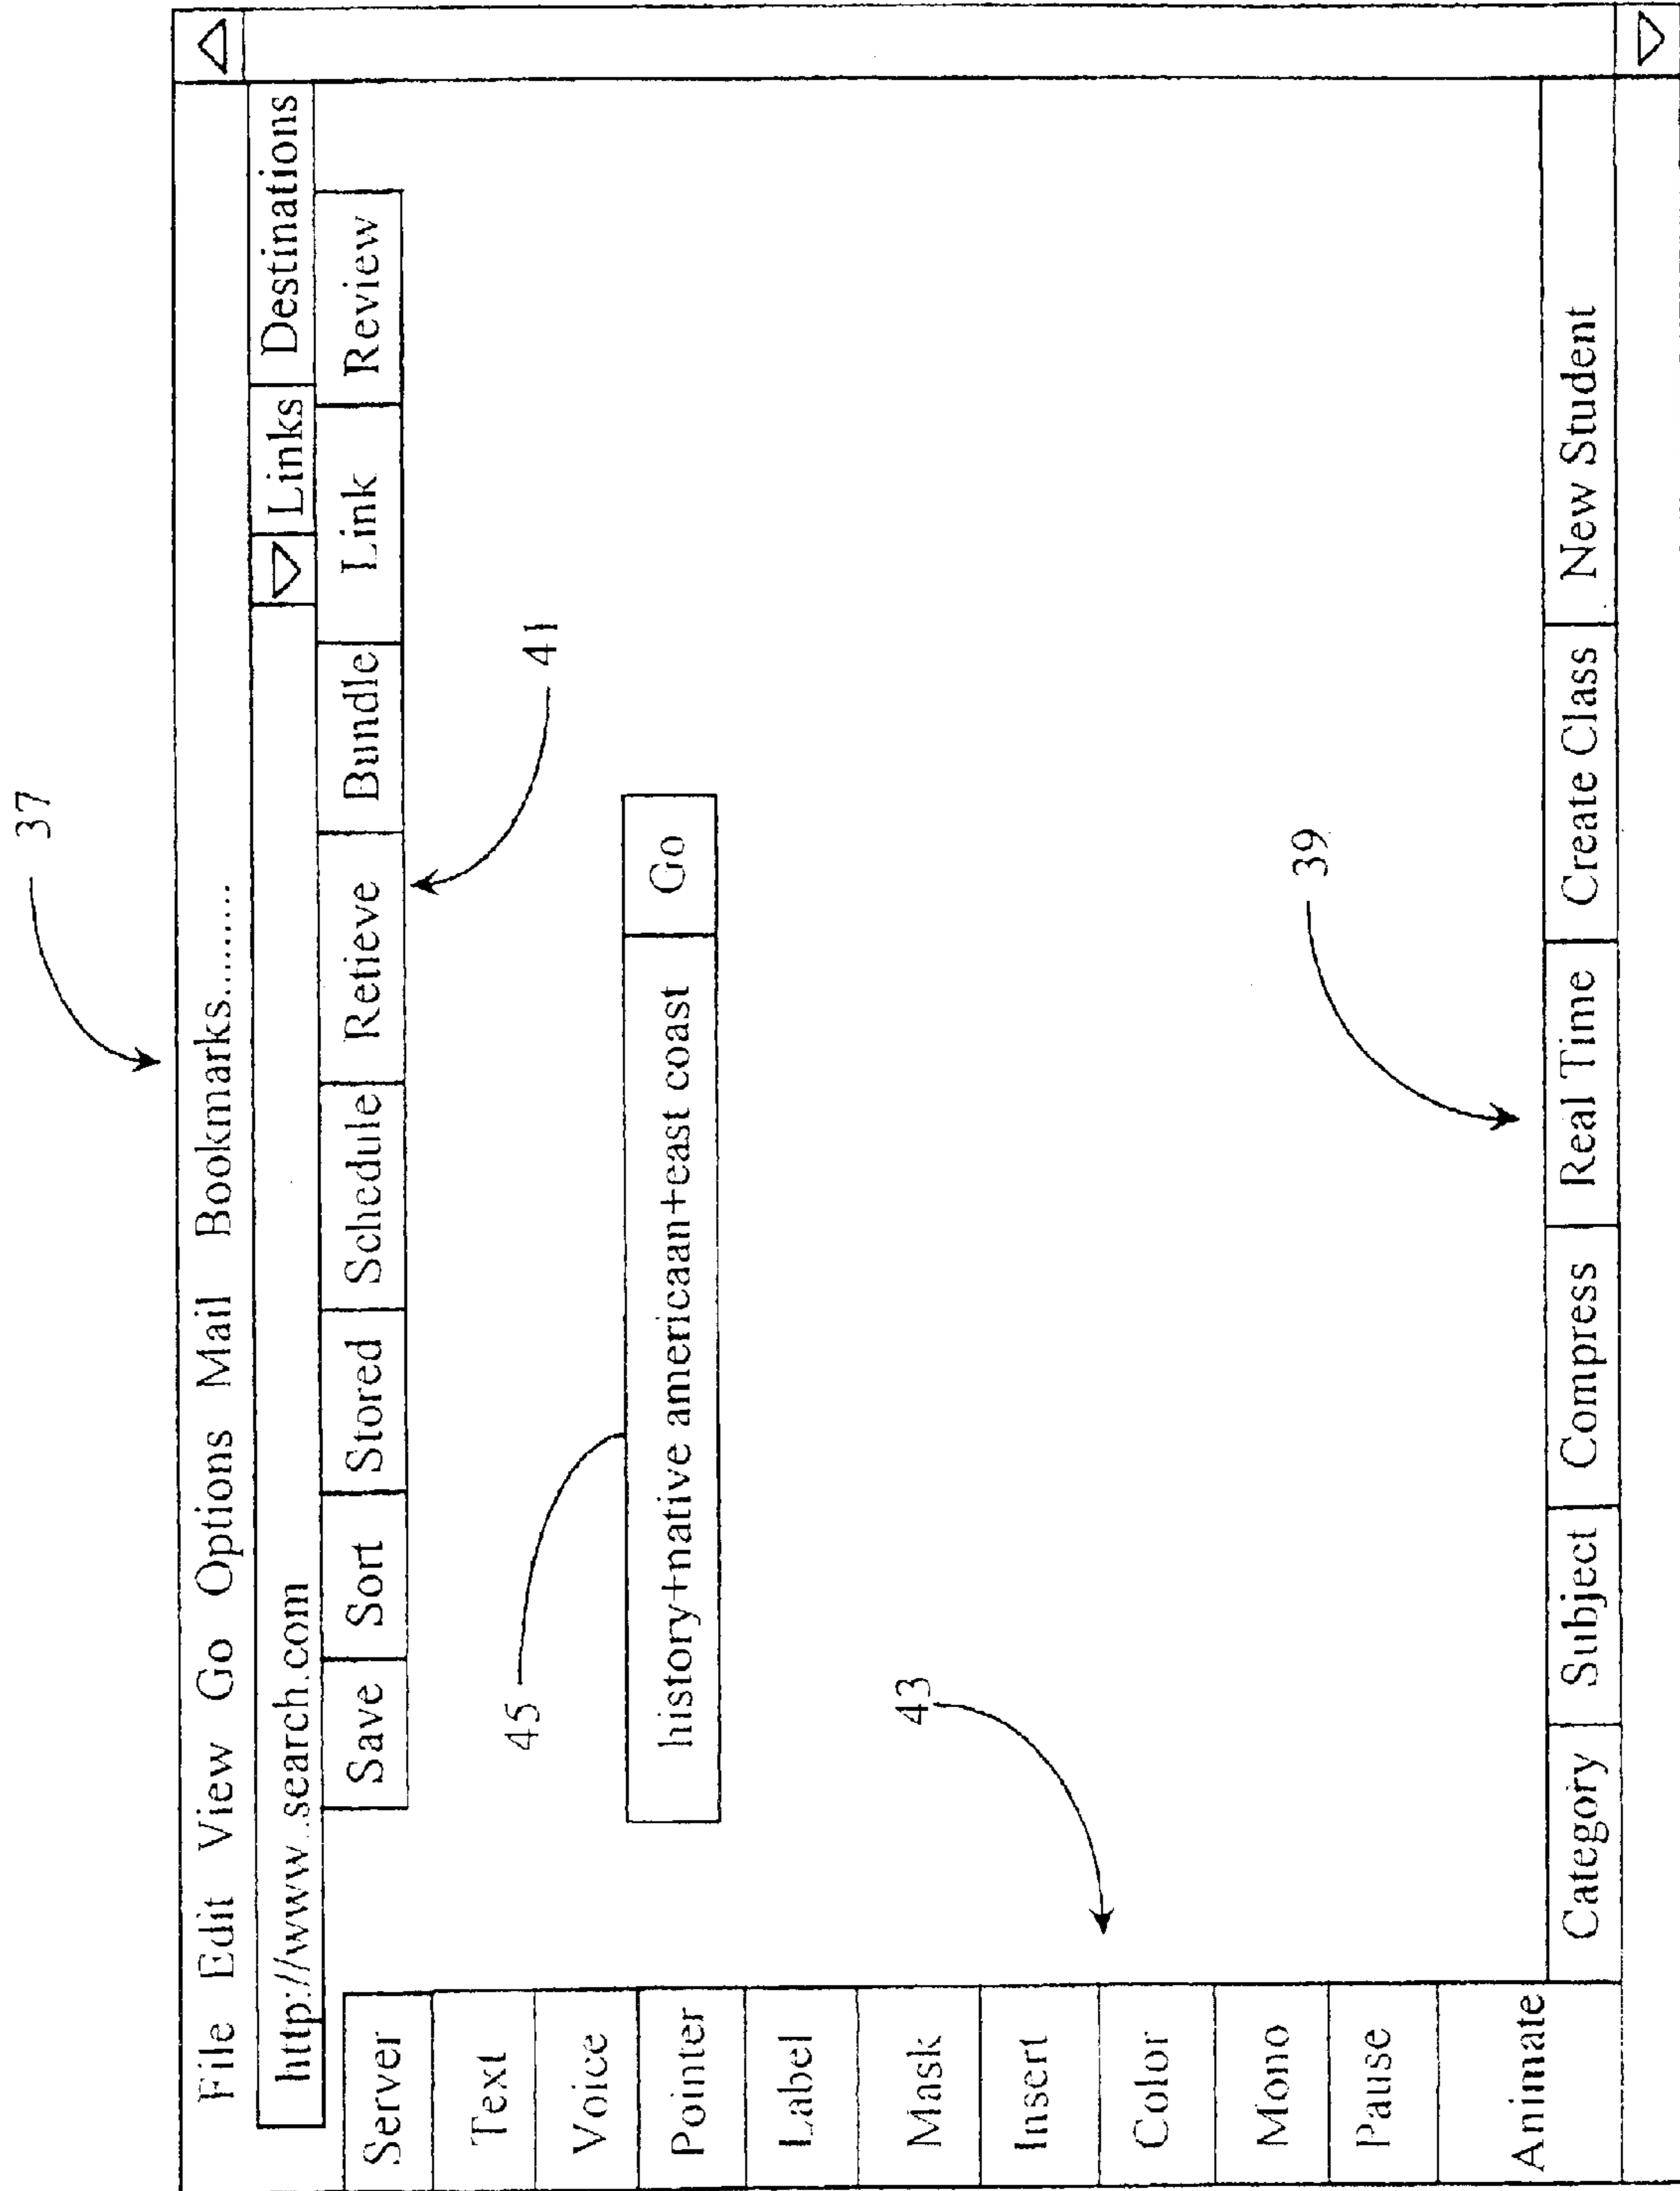 37
File Edit View Go Options Mail Bookmarks........
http://www..search.com Links Destinations
Save Sort Stored Schedule Retieve Bundle Link Review
41
45
history+native americaan+east coast Go
43
39
Server
Text
Voice
Pointer
Label
Mask
Insert
Color
Mono
Pause
Animate
Category Subject Compress Real Time Create Class New Student